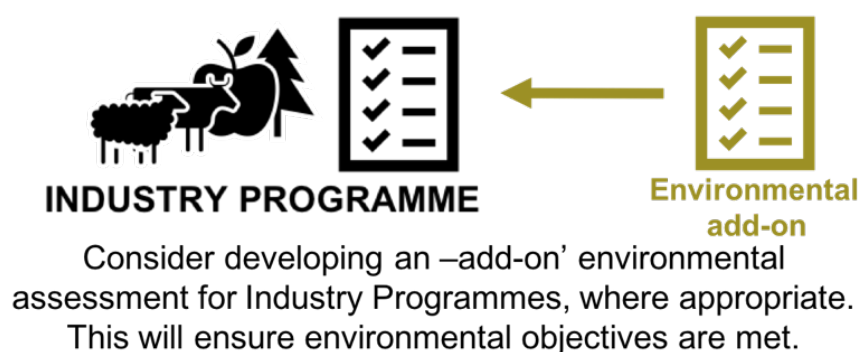 INDUSTRY PROGRAMME
Environmental
add-on
Consider developing an –add-on’ environmental
assessment for Industry Programmes, where appropriate.
This will ensure environmental objectives are met.